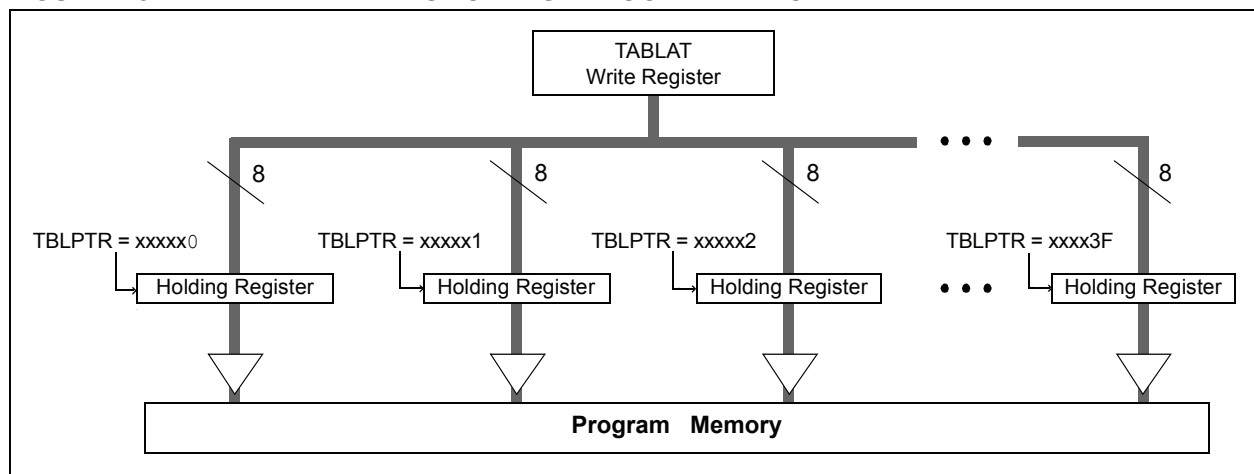 TABLAT
Write Register
8 8 8 8
TBLPTR = xxxxx0 TBLPTR = xxxxx1 TBLPTR = xxxxx2 TBLPTR = xxxx3F
Holding Register Holding Register Holding Register • • • Holding Register
Program Memory